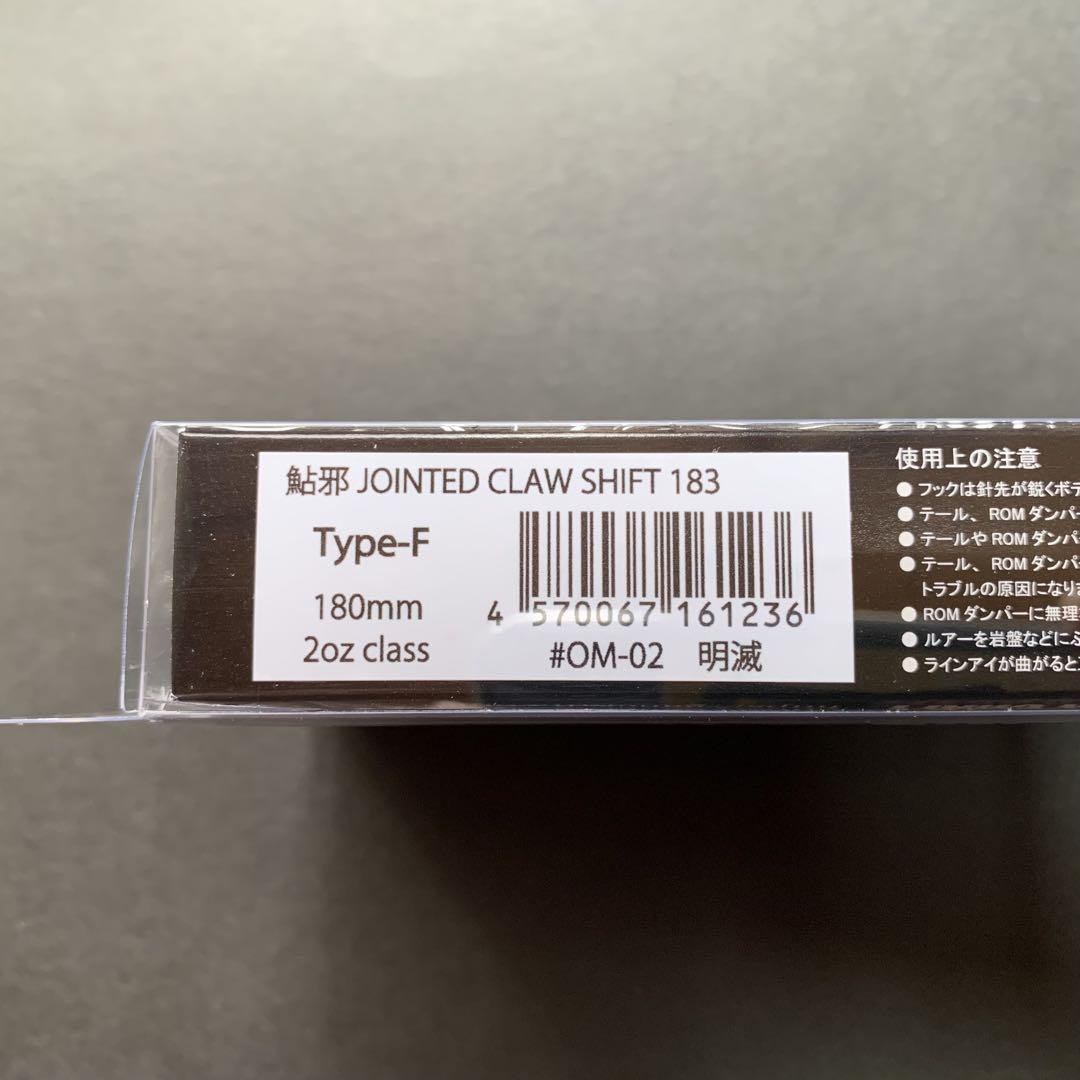 鮎邪 JOINTED CLAW SHIFT 183
Type-F
180mm
2oz class
4 570067 161236
#OM-02 明滅
使用上の注意
● フックは針先が鋭くボデ
● テール、ROMダンパー
● テールやROMダンパ
● テール、ROMダンパ
トラブルの原因になりま
● ROMダンパーに無理
● ルアーを岩盤などにぶ
● ラインアイが曲がると